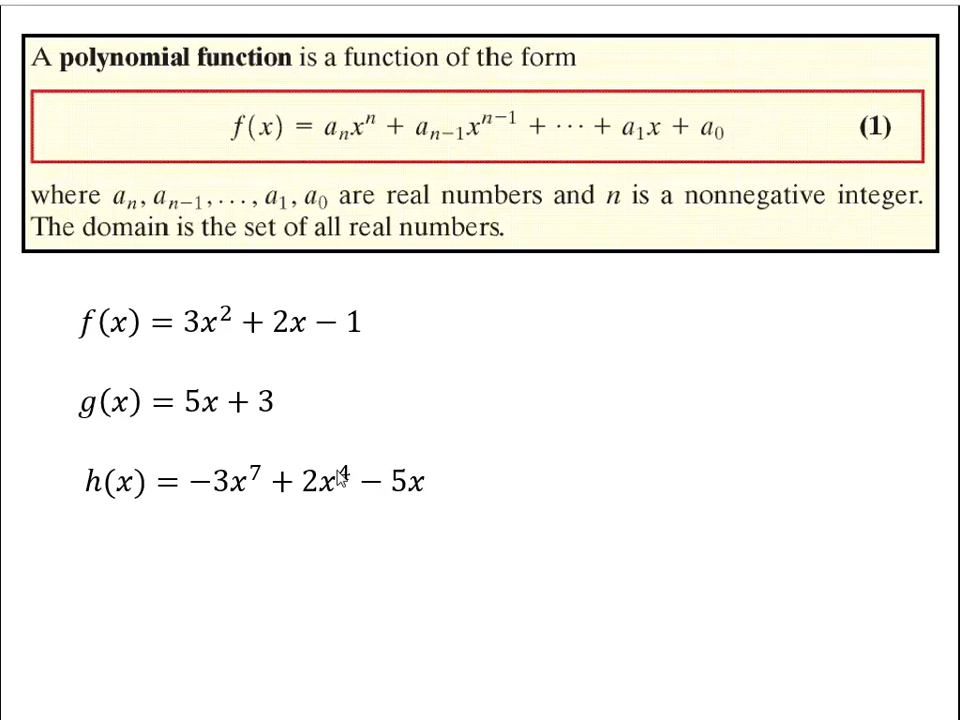 A polynomial function is a function of the form
f(x) = aₙxⁿ + aₙ₋₁xⁿ⁻¹ + ⋯ + a₁x + a₀ (1)
where aₙ, aₙ₋₁, …, a₁, a₀ are real numbers and n is a nonnegative integer.
The domain is the set of all real numbers.
f(x) = 3x² + 2x − 1
g(x) = 5x + 3
h(x) = −3x⁷ + 2x⁴ − 5x